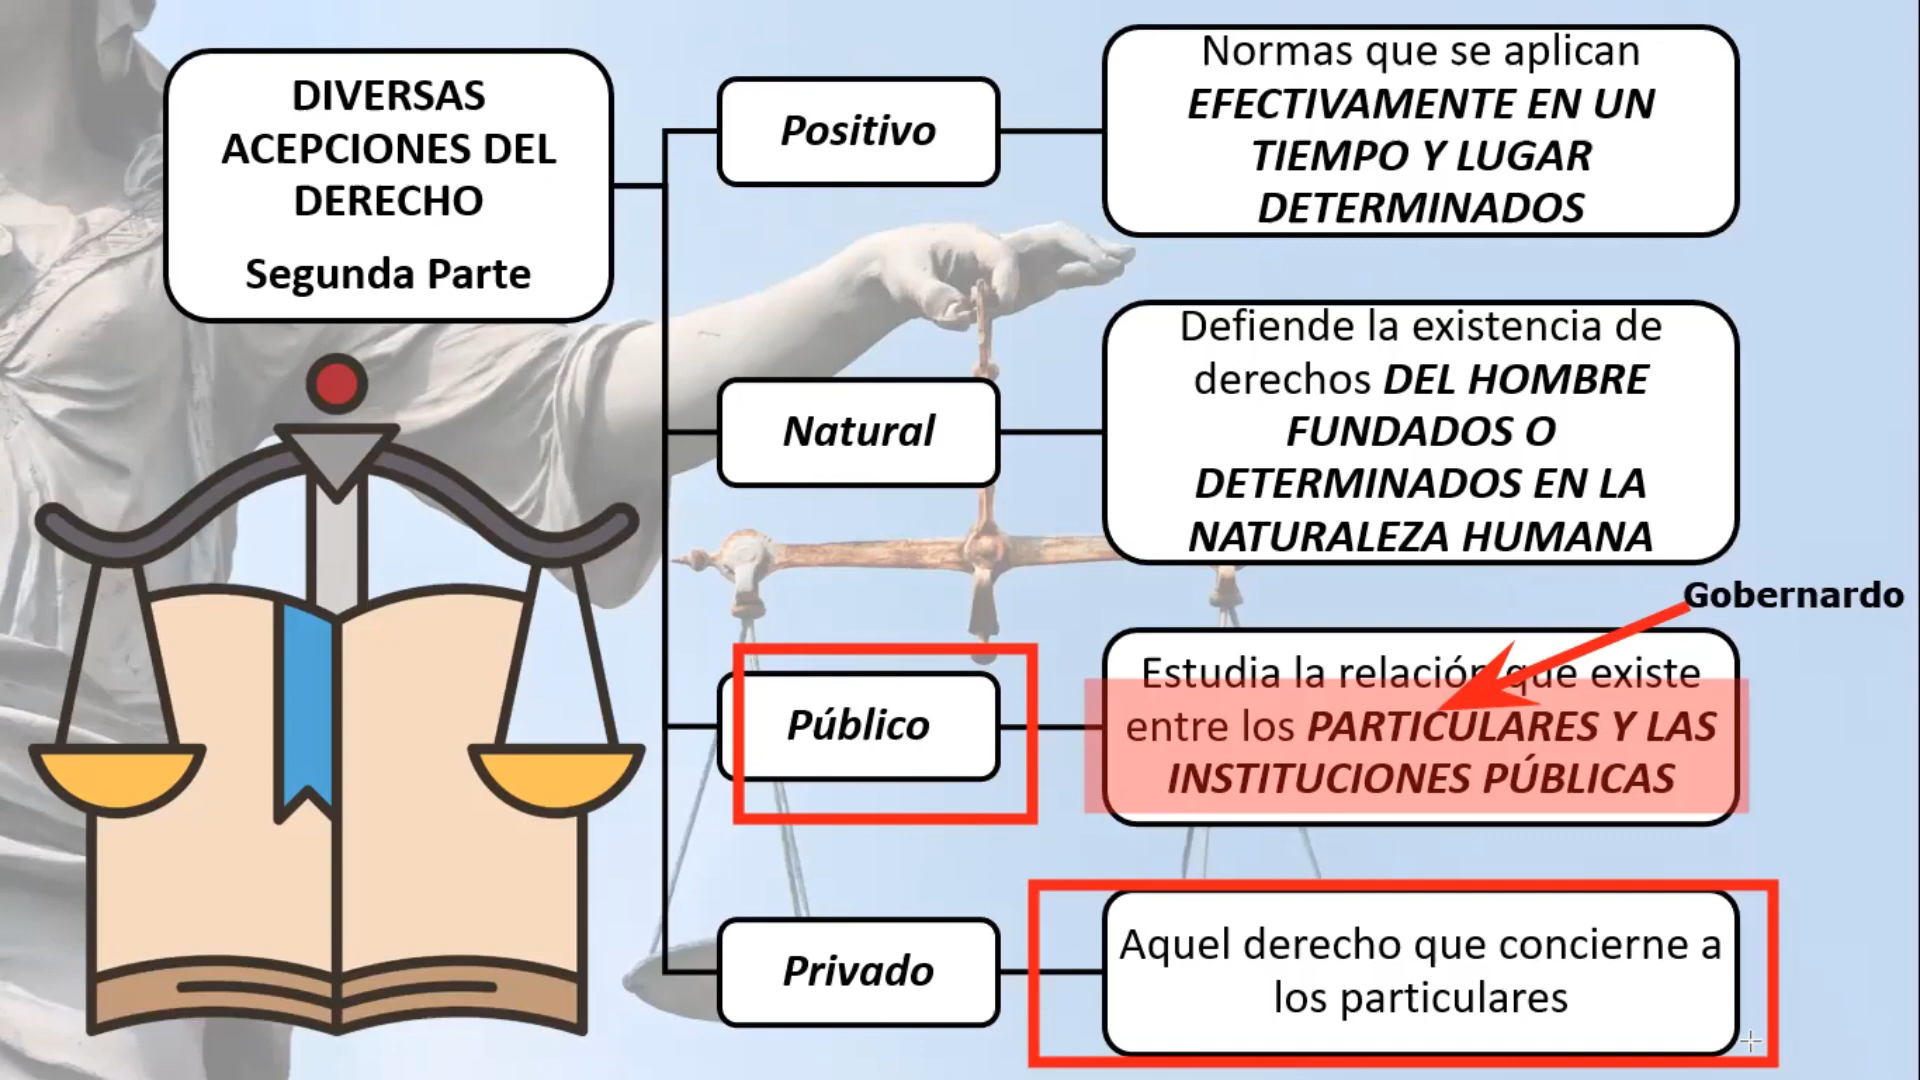 DIVERSAS
ACEPCIONES DEL
DERECHO
Segunda Parte
Positivo
Normas que se aplican
EFECTIVAMENTE EN UN
TIEMPO Y LUGAR
DETERMINADOS
Natural
Defiende la existencia de
derechos DEL HOMBRE
FUNDADOS O
DETERMINADOS EN LA
NATURALEZA HUMANA
Gobernardo
Público
Estudia la relación que existe
entre los PARTICULARES Y LAS
INSTITUCIONES PÚBLICAS
Privado
Aquel derecho que concierne a
los particulares